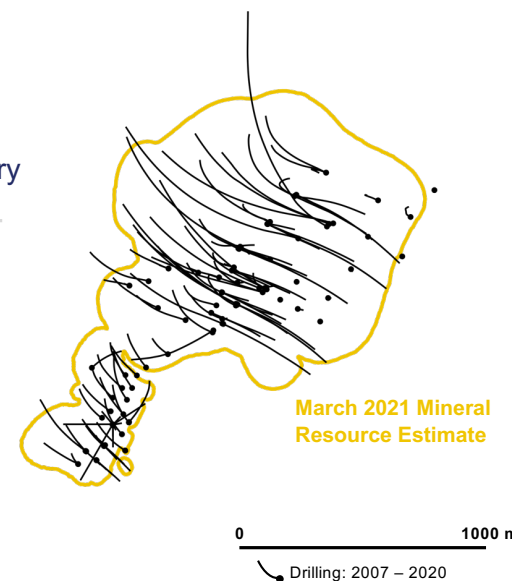 ry
March 2021 Mineral
Resource Estimate
0
1000 m
Drilling: 2007 – 2020